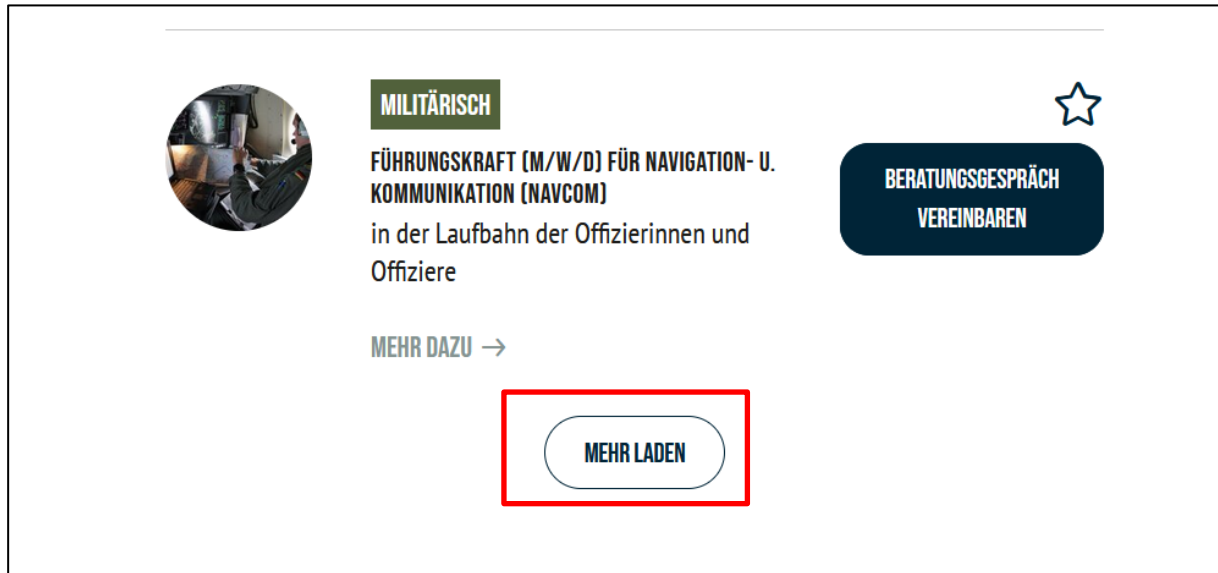 MILITÄRISCH
FÜHRUNGSKRAFT (M/W/D) FÜR NAVIGATION- U.
KOMMUNIKATION (NAVCOM)
in der Laufbahn der Offizierinnen und
Offiziere
MEHR DAZU →
BERATUNGSGESPRÄCH
VEREINBAREN
MEHR LADEN